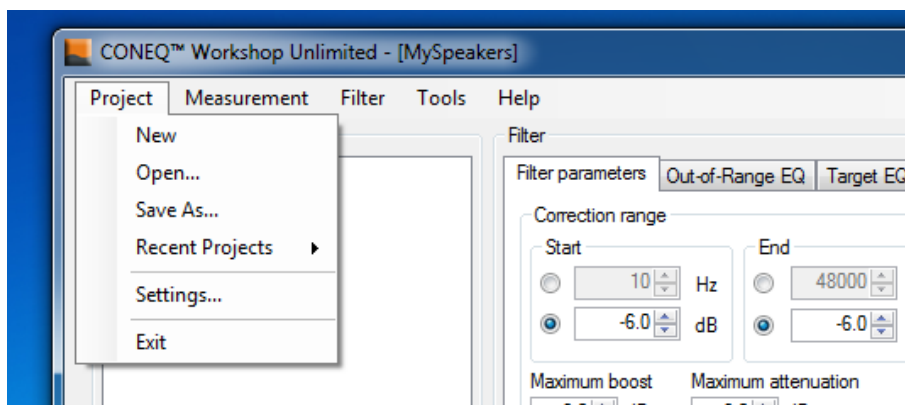 CONEQ™ Workshop Unlimited - [MySpeakers]
Project Measurement Filter Tools Help
New
Open...
Save As...
Recent Projects
Settings...
Exit
Filter
Filter parameters Out-of-Range EQ Target EQ
Correction range
Start End
10 Hz 48000
-6.0 dB -6.0
Maximum boost Maximum attenuation